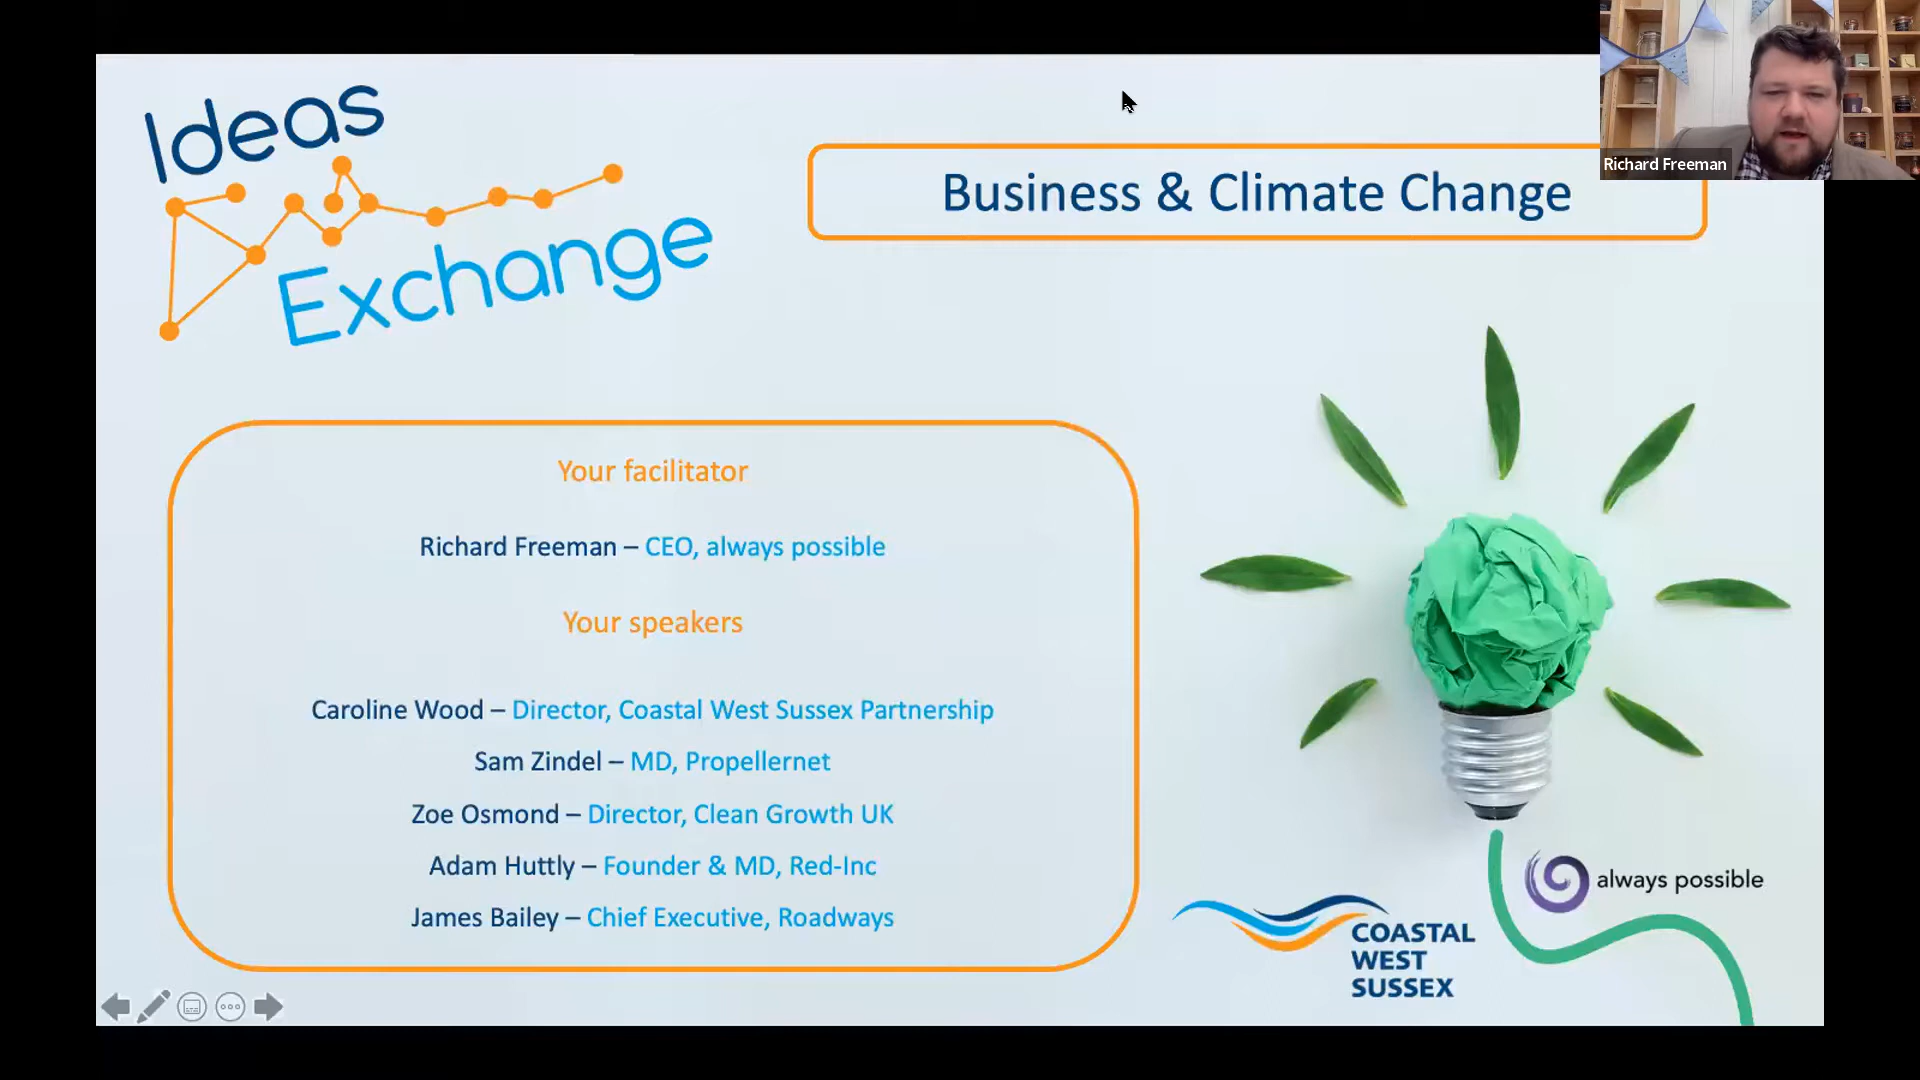 Ideas
Exchange
Business & Climate Change
Richard Freeman
Your facilitator
Richard Freeman – CEO, always possible
Your speakers
Caroline Wood – Director, Coastal West Sussex Partnership
Sam Zindel – MD, Propellernet
Zoe Osmond – Director, Clean Growth UK
Adam Huttly – Founder & MD, Red-Inc
James Bailey – Chief Executive, Roadways
always possible
COASTAL
WEST
SUSSEX